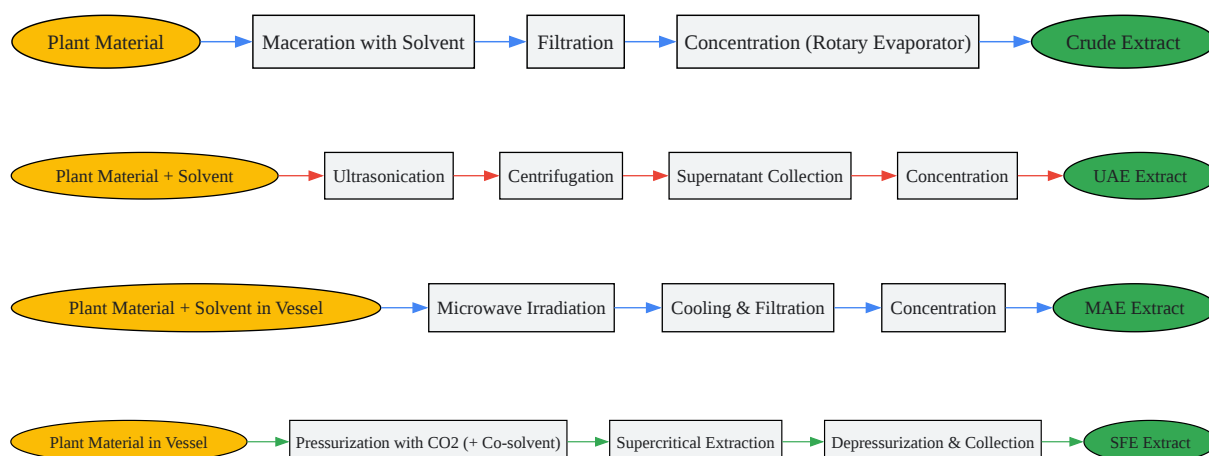 Plant Material
Maceration with Solvent
Filtration
Concentration (Rotary Evaporator)
Crude Extract
Plant Material + Solvent
Ultrasonication
Centrifugation
Supernatant Collection
Concentration
UAE Extract
Plant Material + Solvent in Vessel
Microwave Irradiation
Cooling & Filtration
Concentration
MAE Extract
Plant Material in Vessel
Pressurization with CO2 (+ Co-solvent)
Supercritical Extraction
Depressurization & Collection
SFE Extract